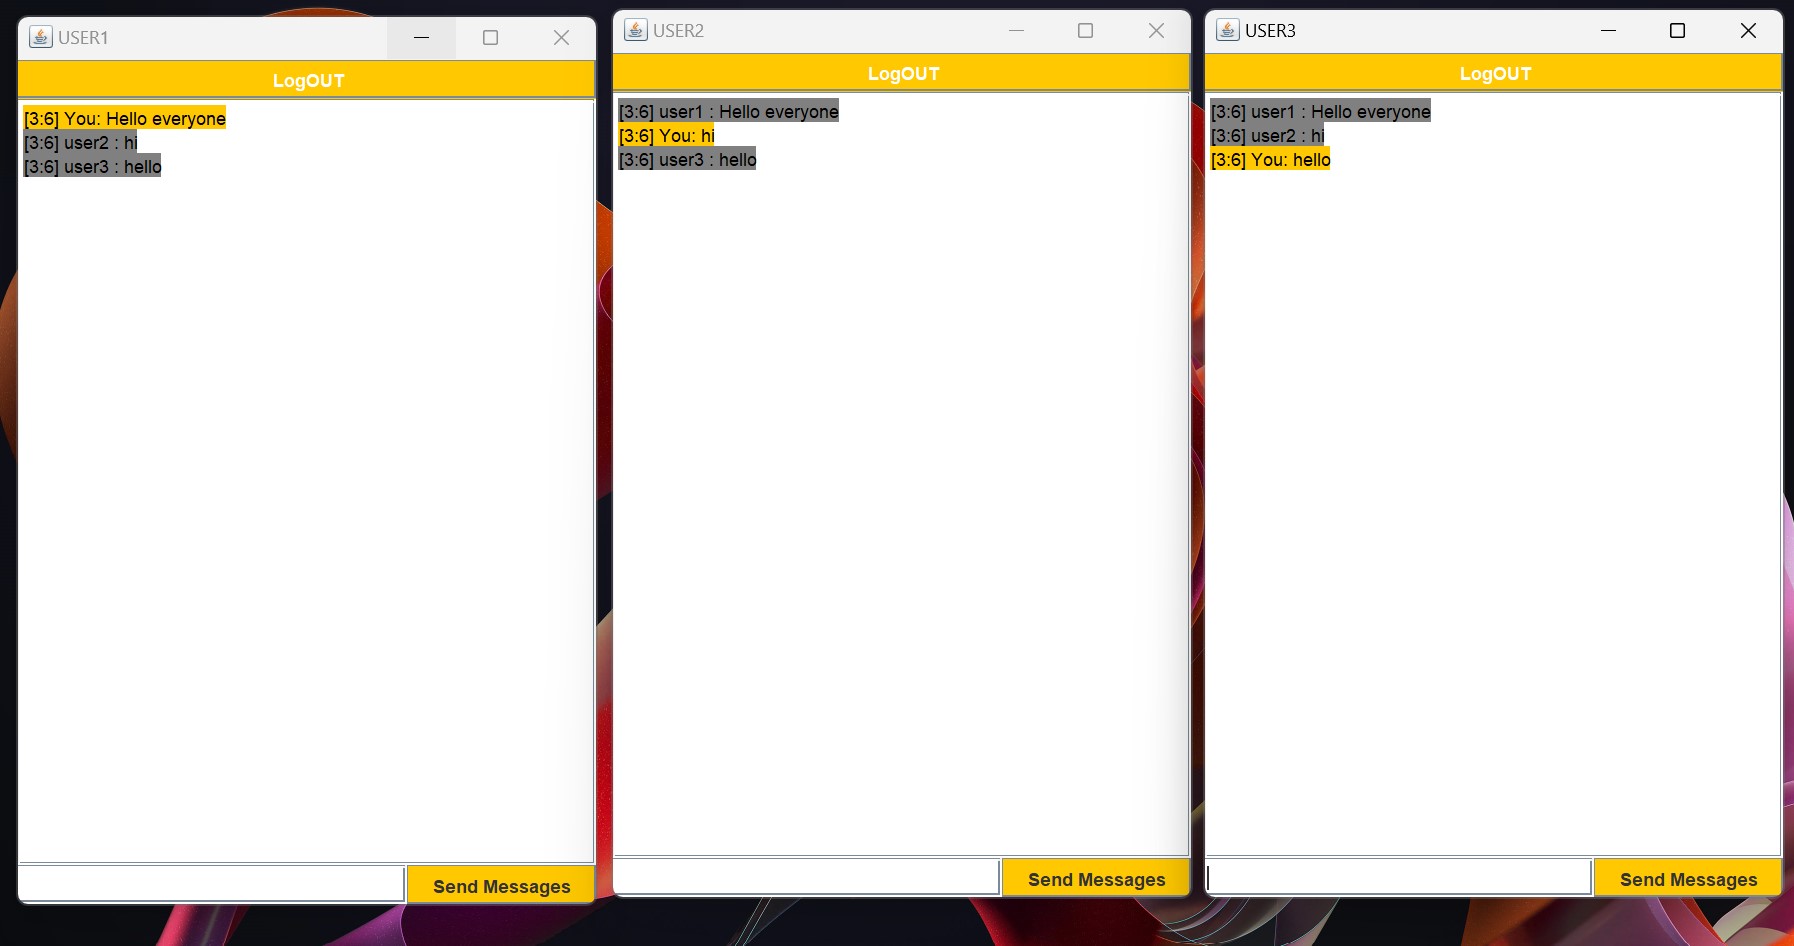 USER1
LogOUT
[3:6] You: Hello everyone
[3:6] user2 : hi
[3:6] user3 : hello
Send Messages
USER2
LogOUT
[3:6] user1 : Hello everyone
[3:6] You: hi
[3:6] user3 : hello
Send Messages
USER3
LogOUT
[3:6] user1 : Hello everyone
[3:6] user2 : hi
[3:6] You: hello
Send Messages